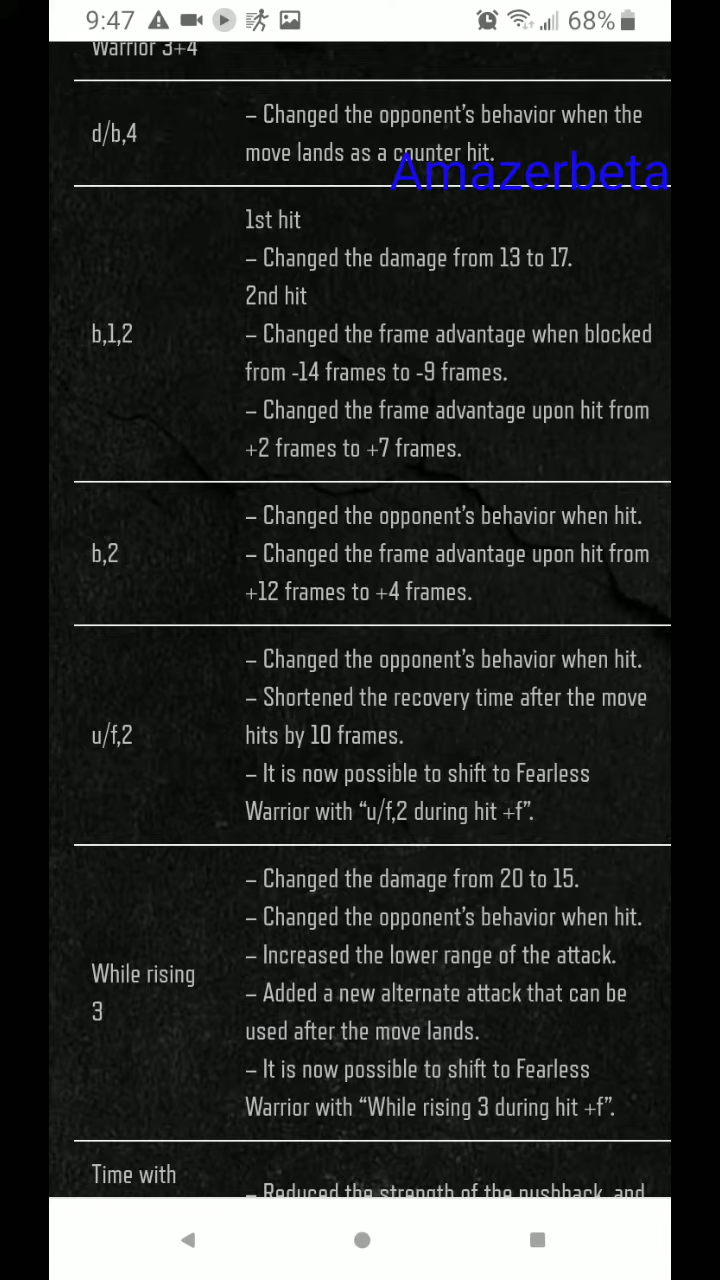 9:47 68%
Warrior 3+4
d/b,4
– Changed the opponent's behavior when the
move lands as a counter hit.
Amazerbeta
b,1,2
1st hit
– Changed the damage from 13 to 17.
2nd hit
– Changed the frame advantage when blocked
from -14 frames to -9 frames.
– Changed the frame advantage upon hit from
+2 frames to +7 frames.
b,2
– Changed the opponent's behavior when hit.
– Changed the frame advantage upon hit from
+12 frames to +4 frames.
u/f,2
– Changed the opponent's behavior when hit.
– Shortened the recovery time after the move
hits by 10 frames.
– It is now possible to shift to Fearless
Warrior with “u/f,2 during hit +f”.
While rising
3
– Changed the damage from 20 to 15.
– Changed the opponent's behavior when hit.
– Increased the lower range of the attack.
– Added a new alternate attack that can be
used after the move lands.
– It is now possible to shift to Fearless
Warrior with “While rising 3 during hit +f”.
Time with
– Reduced the strength of the pushback, and